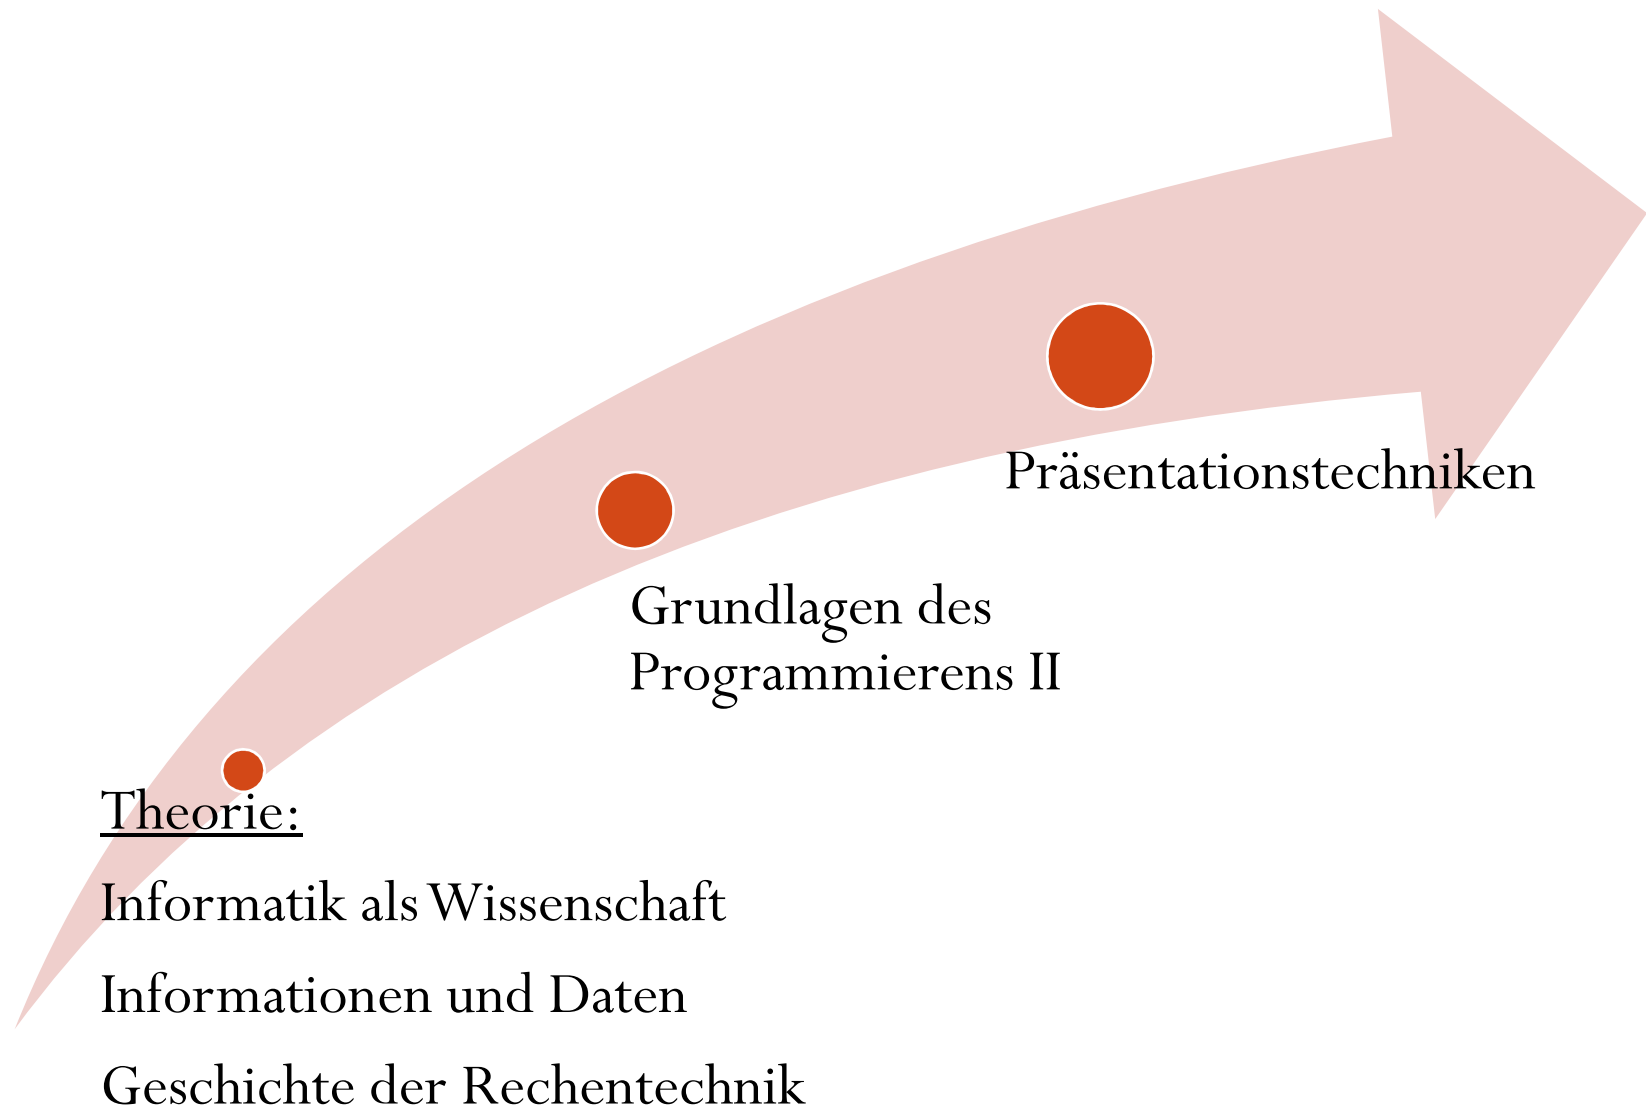 Präsentationstechniken
Grundlagen des
Programmierens II
Theorie:
Informatik als Wissenschaft
Informationen und Daten
Geschichte der Rechentechnik